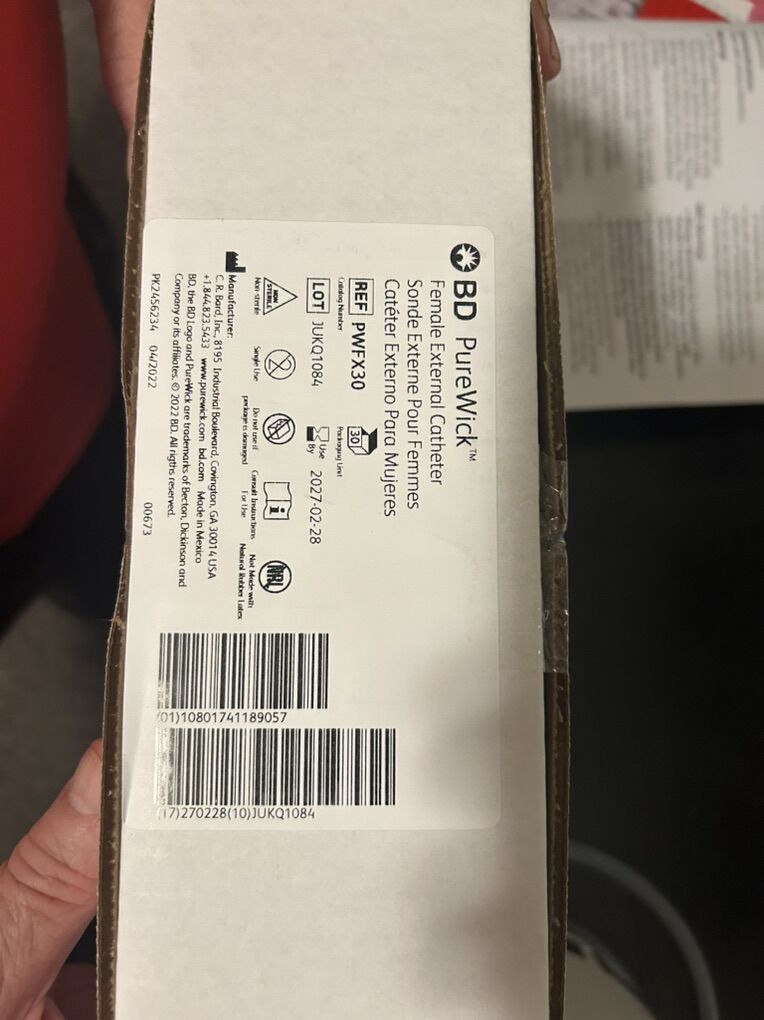 BD PureWick™
Female External Catheter
Sonde Externe Pour Femmes
Catéter Externo Para Mujeres
REF PWFX30
Catalog Number
30
Packaging Unit
LOT JUKQ1084
Use By 2027-02-28
NON STERILE
Non-sterile
2
Single Use
Do not use if package is damaged
i
Consult Instructions For Use
NRL
Not Made with Natural Rubber Latex
Manufacturer:
C. R. Bard, Inc., 8195 Industrial Boulevard, Covington, GA 30014 USA
+1.844.823.5433 www.purewick.com bd.com Made in Mexico
BD, the BD Logo and PureWick are trademarks of Becton, Dickinson and
Company or its affiliates. © 2022 BD. All rigths reserved.
PK2456234 04/2022 00673
(01)10801741189057
(17)270228(10)JUKQ1084